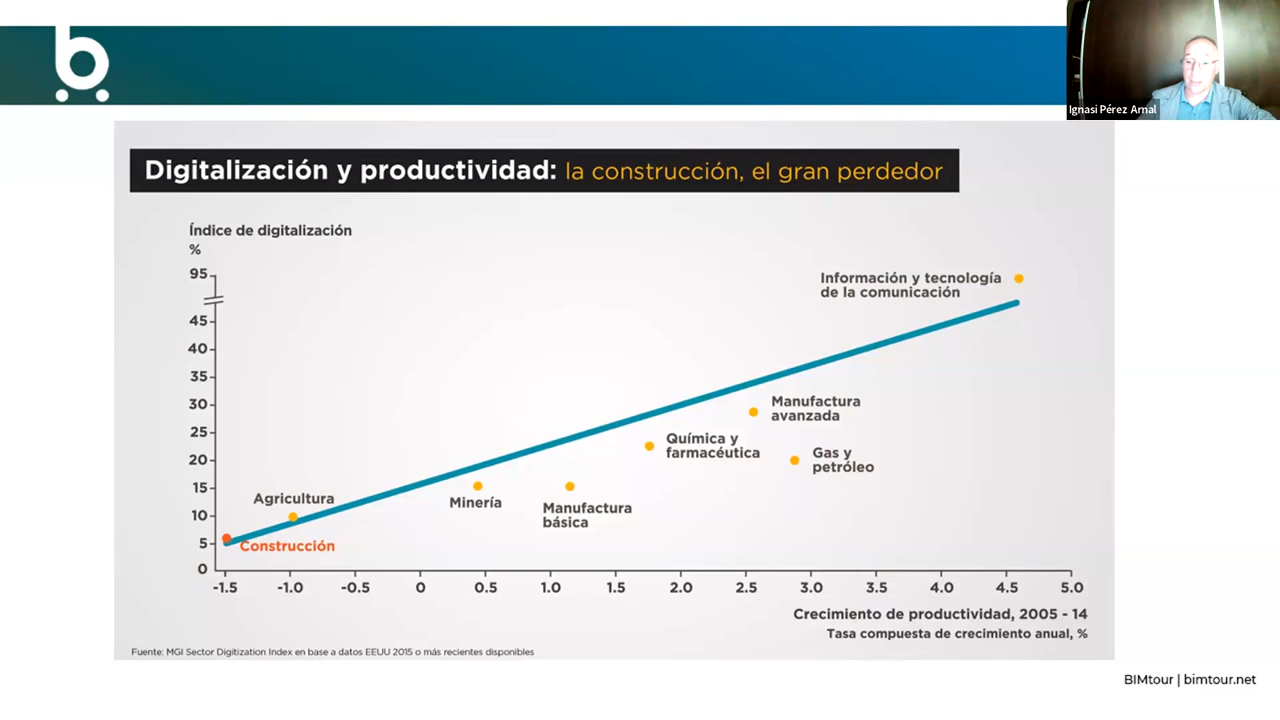 b
Ignasi Pérez Arnal
Digitalización y productividad: la construcción, el gran perdedor
Índice de digitalización
%
95
45
40
35
30
25
20
15
10
5
0
Información y tecnología
de la comunicación
Manufactura
avanzada
Química y
farmacéutica
Gas y
petróleo
Agricultura
Minería
Manufactura
básica
Construcción
-1.5 -1.0 -0.5 0 0.5 1.0 1.5 2.0 2.5 3.0 3.5 4.0 4.5 5.0
Crecimiento de productividad, 2005 - 14
Tasa compuesta de crecimiento anual, %
Fuente: MGI Sector Digitization Index en base a datos EEUU 2015 o más recientes disponibles
BIMtour | bimtour.net